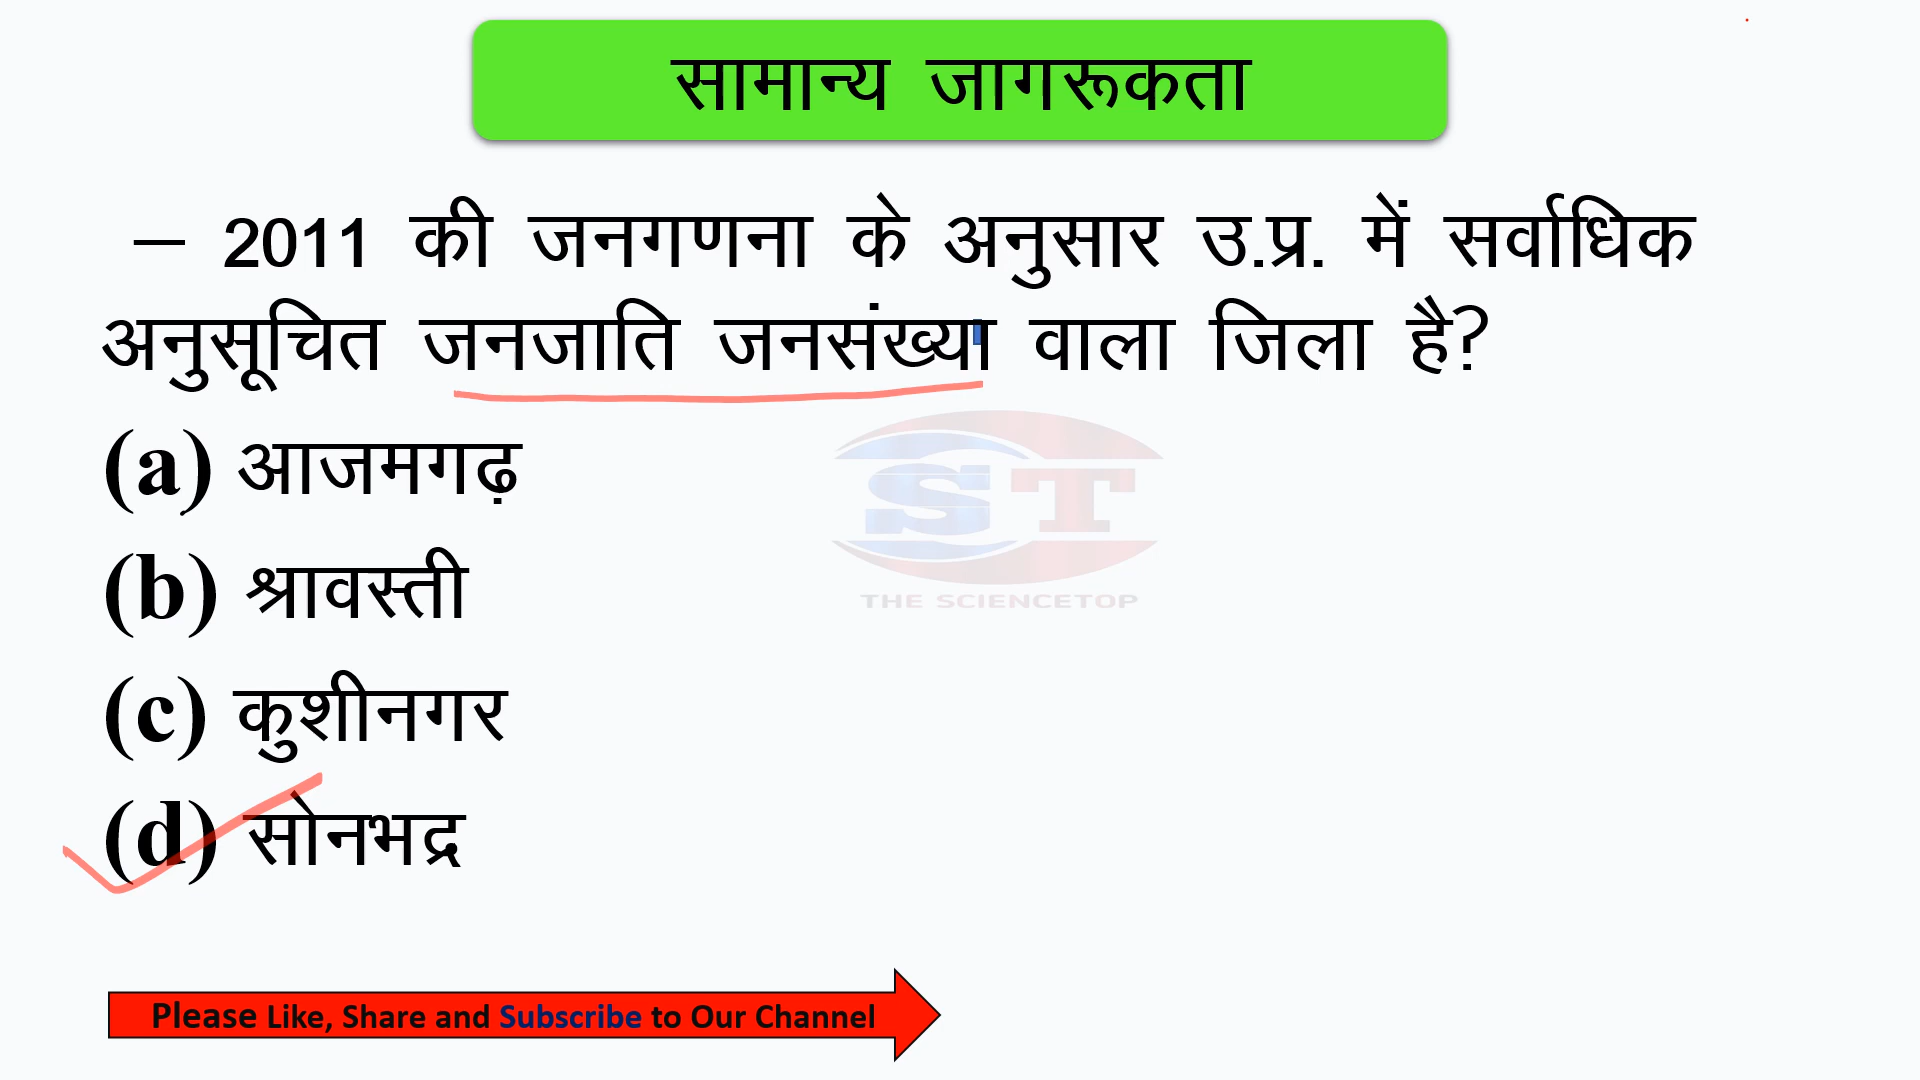 सामान्य जागरूकता
– 2011 की जनगणना के अनुसार उ.प्र. में सर्वाधिक
अनुसूचित जनजाति जनसंख्या वाला जिला है?
(a) आजमगढ़
(b) श्रावस्ती
(c) कुशीनगर
(d) सोनभद्र
ST
THE SCIENCETOP
Please Like, Share and Subscribe to Our Channel